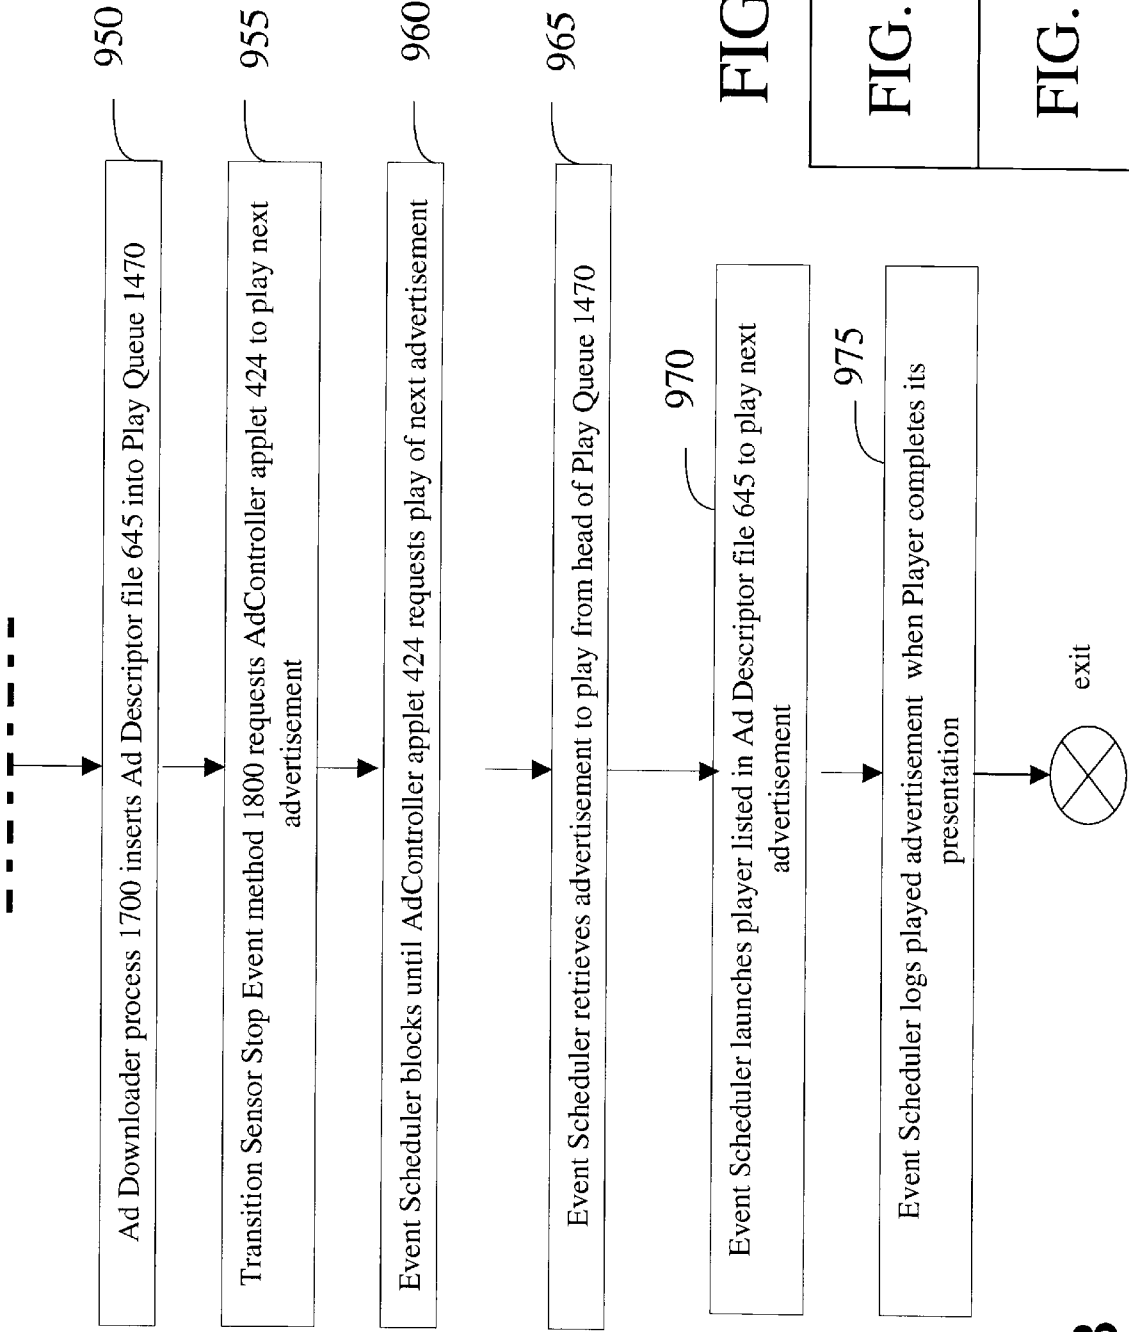 950
Ad Downloader process 1700 inserts Ad Descriptor file 645 into Play Queue 1470
955
Transition Sensor Stop Event method 1800 requests AdController applet 424 to play next
advertisement
960
Event Scheduler blocks until AdController applet 424 requests play of next advertisement
965
Event Scheduler retrieves advertisement to play from head of Play Queue 1470
970
Event Scheduler launches player listed in Ad Descriptor file 645 to play next
advertisement
975
Event Scheduler logs played advertisement when Player completes its
presentation
exit
FIG
FIG.
FIG.